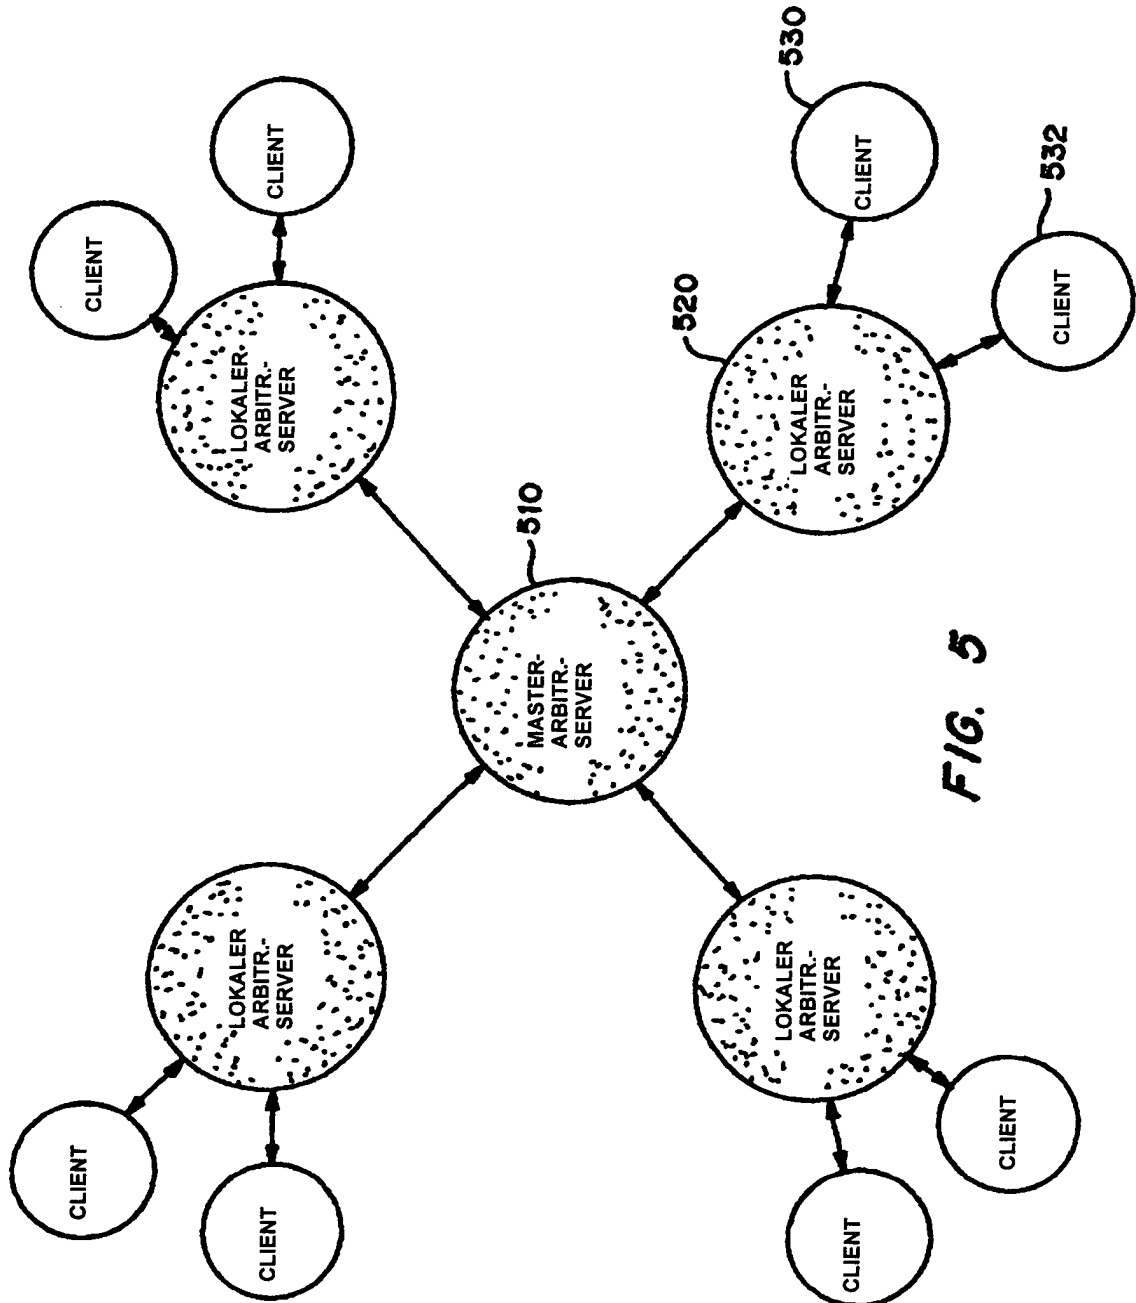 CLIENT
CLIENT
LOKALER
ARBITR.-
SERVER
CLIENT
LOKALER-
ARBITR.-
SERVER
CLIENT
MASTER-
ARBITR.-
SERVER
510
LOKALER
ARBITR.-
SERVER
CLIENT
CLIENT
520
LOKALER
ARBITR.-
SERVER
530
CLIENT
532
CLIENT
FIG. 5